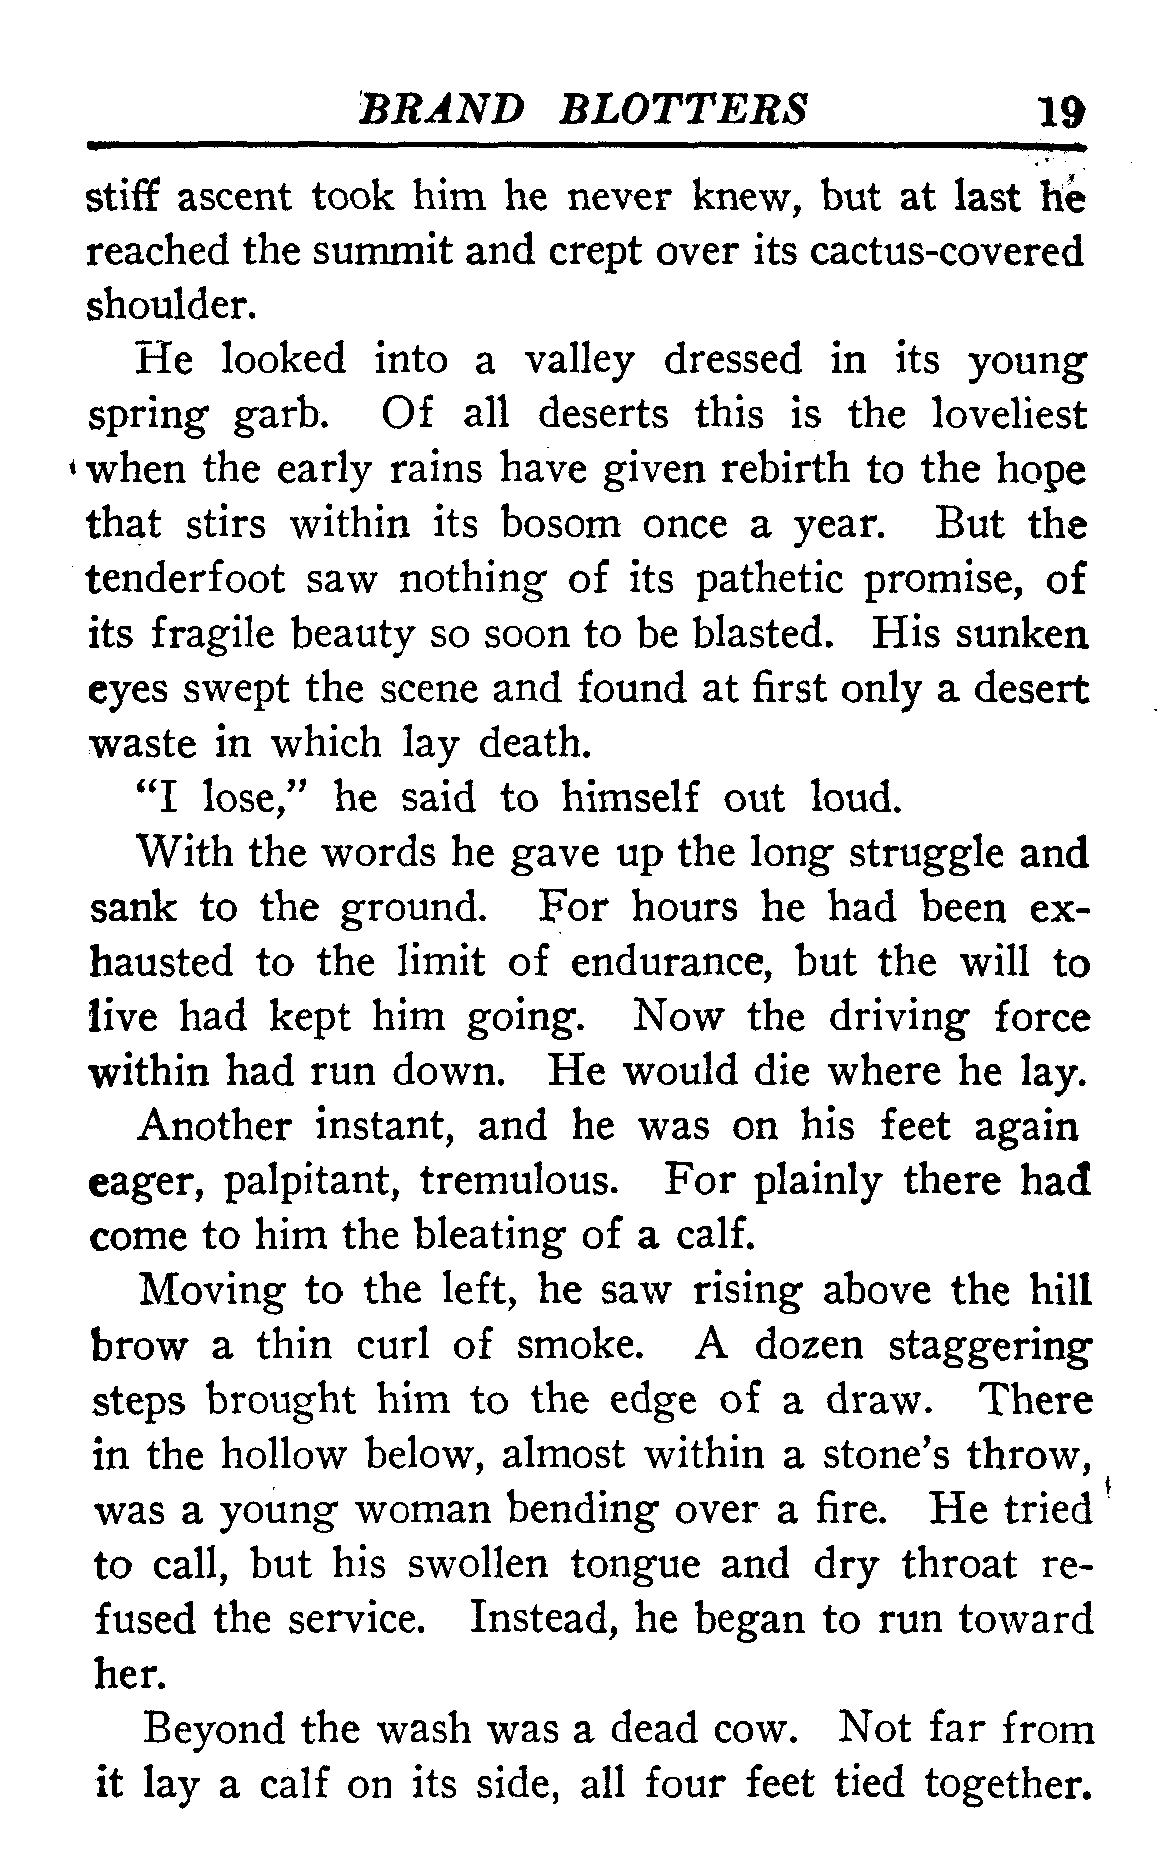 BRAND BLOTTERS 19
stiff ascent took him he never knew, but at last he
reached the summit and crept over its cactus-covered
shoulder.
He looked into a valley dressed in its young
spring garb. Of all deserts this is the loveliest
when the early rains have given rebirth to the hope
that stirs within its bosom once a year. But the
tenderfoot saw nothing of its pathetic promise, of
its fragile beauty so soon to be blasted. His sunken
eyes swept the scene and found at first only a desert
waste in which lay death.
“I lose,” he said to himself out loud.
With the words he gave up the long struggle and
sank to the ground. For hours he had been ex-
hausted to the limit of endurance, but the will to
live had kept him going. Now the driving force
within had run down. He would die where he lay.
Another instant, and he was on his feet again
eager, palpitant, tremulous. For plainly there had
come to him the bleating of a calf.
Moving to the left, he saw rising above the hill
brow a thin curl of smoke. A dozen staggering
steps brought him to the edge of a draw. There
in the hollow below, almost within a stone’s throw,
was a young woman bending over a fire. He tried
to call, but his swollen tongue and dry throat re-
fused the service. Instead, he began to run toward
her.
Beyond the wash was a dead cow. Not far from
it lay a calf on its side, all four feet tied together.